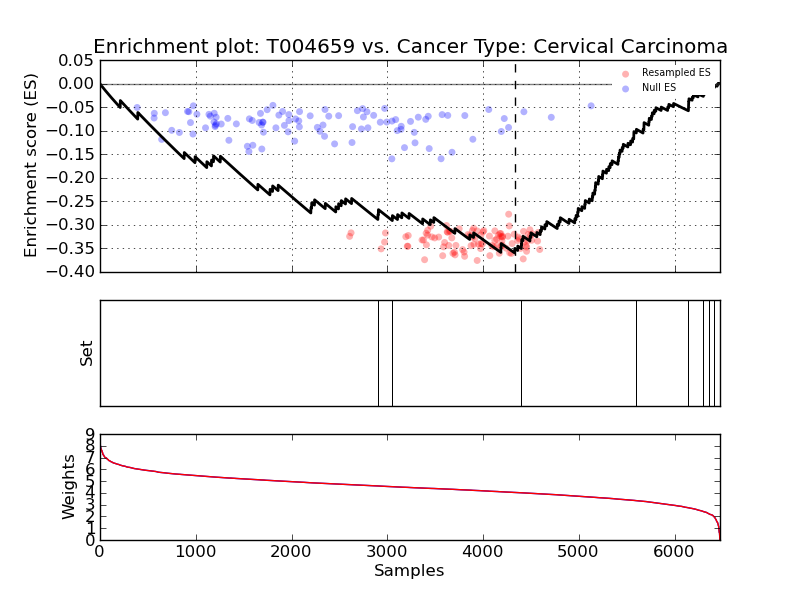 Enrichment plot: T004659 vs. Cancer Type: Cervical Carcinoma
Enrichment score (ES)
0.05
0.00
−0.05
−0.10
−0.15
−0.20
−0.25
−0.30
−0.35
−0.40
Resampled ES
Null ES
Set
Weights
9
8
7
6
5
4
3
2
1
0
0 1000 2000 3000 4000 5000 6000
Samples